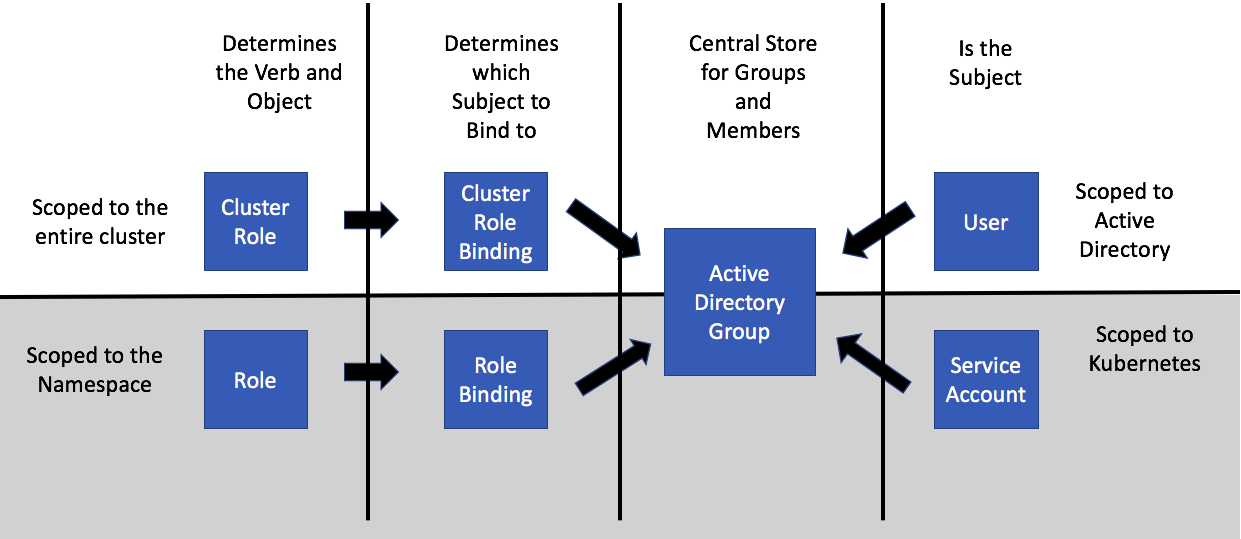 Determines
the Verb and
Object
Determines
which
Subject to
Bind to
Central Store
for Groups
and
Members
Is the
Subject
Scoped to the
entire cluster
Cluster
Role
Cluster
Role
Binding
Active
Directory
Group
User
Scoped to
Active
Directory
Scoped to the
Namespace
Role
Role
Binding
Service
Account
Scoped to
Kubernetes